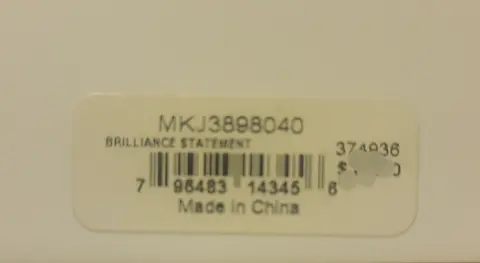 MKJ3898040
BRILLIANCE STATEMENT
374936
7 96483 14345 6
Made in China